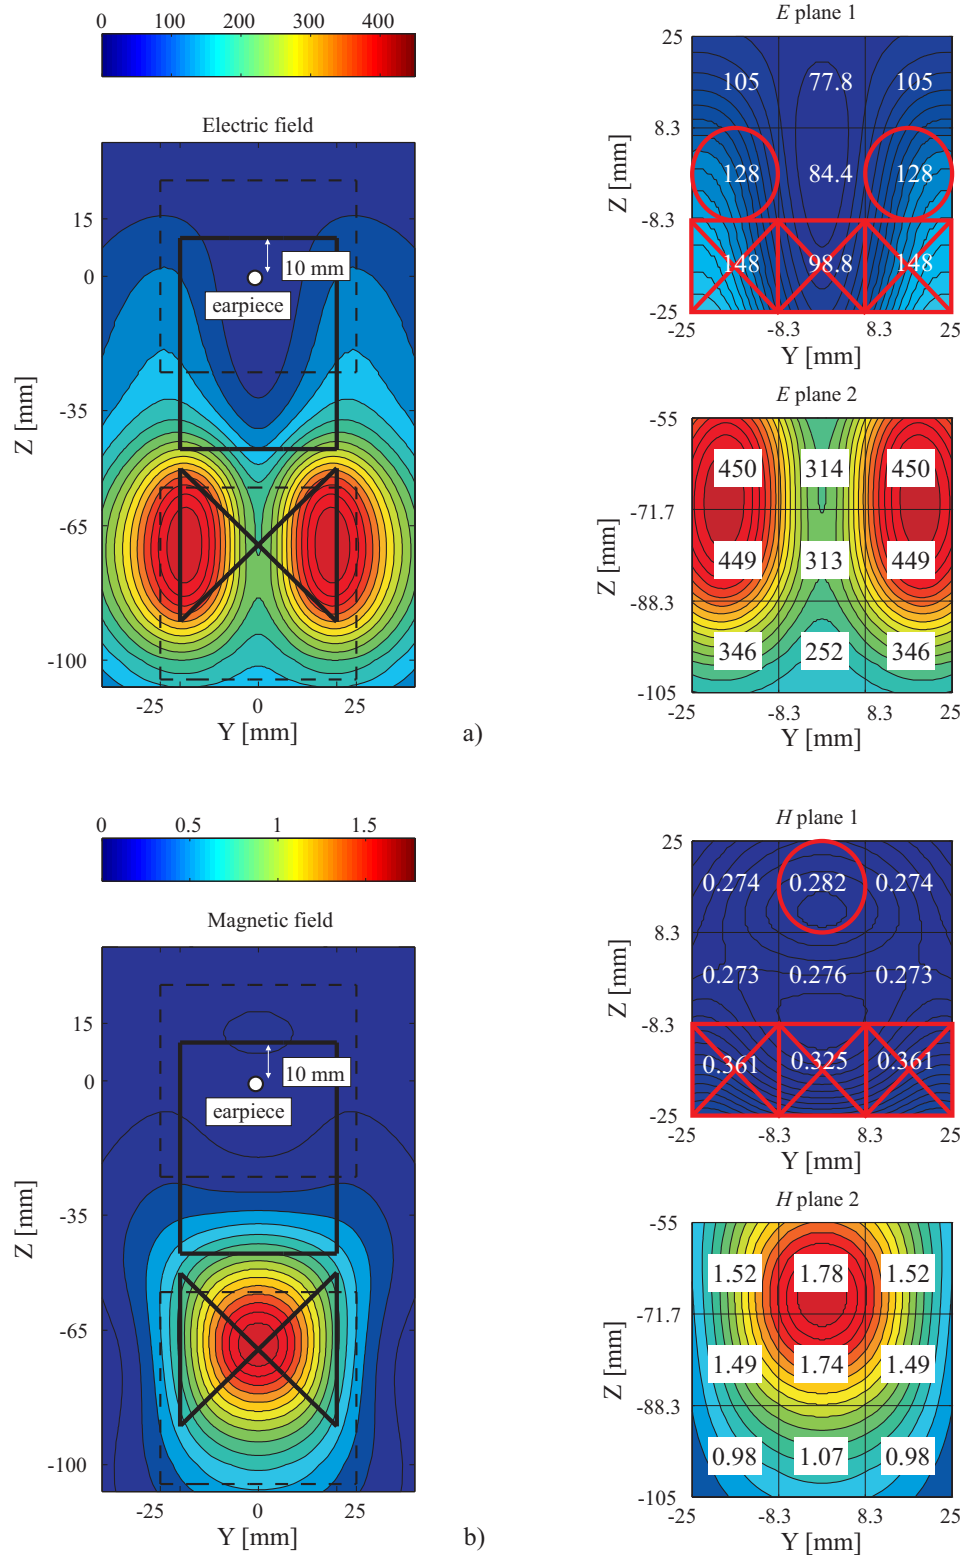 0 100 200 300 400
Electric field
15
0
-35
-65
-100
Z [mm]
10 mm
earpiece
-25 0 25
Y [mm]
E plane 1
25
8.3
-8.3
-25
Z [mm]
105 77.8 105
128 84.4 128
148 98.8 148
-25 -8.3 8.3 25
Y [mm]
E plane 2
-55
-71.7
-88.3
-105
Z [mm]
450 314 450
449 313 449
346 252 346
-25 -8.3 8.3 25
Y [mm]
a)
0 0.5 1 1.5
Magnetic field
15
0
-35
-65
-100
Z [mm]
10 mm
earpiece
-25 0 25
Y [mm]
H plane 1
25
8.3
-8.3
-25
Z [mm]
0.274 0.282 0.274
0.273 0.276 0.273
0.361 0.325 0.361
-25 -8.3 8.3 25
Y [mm]
H plane 2
-55
-71.7
-88.3
-105
Z [mm]
1.52 1.78 1.52
1.49 1.74 1.49
0.98 1.07 0.98
-25 -8.3 8.3 25
Y [mm]
b)